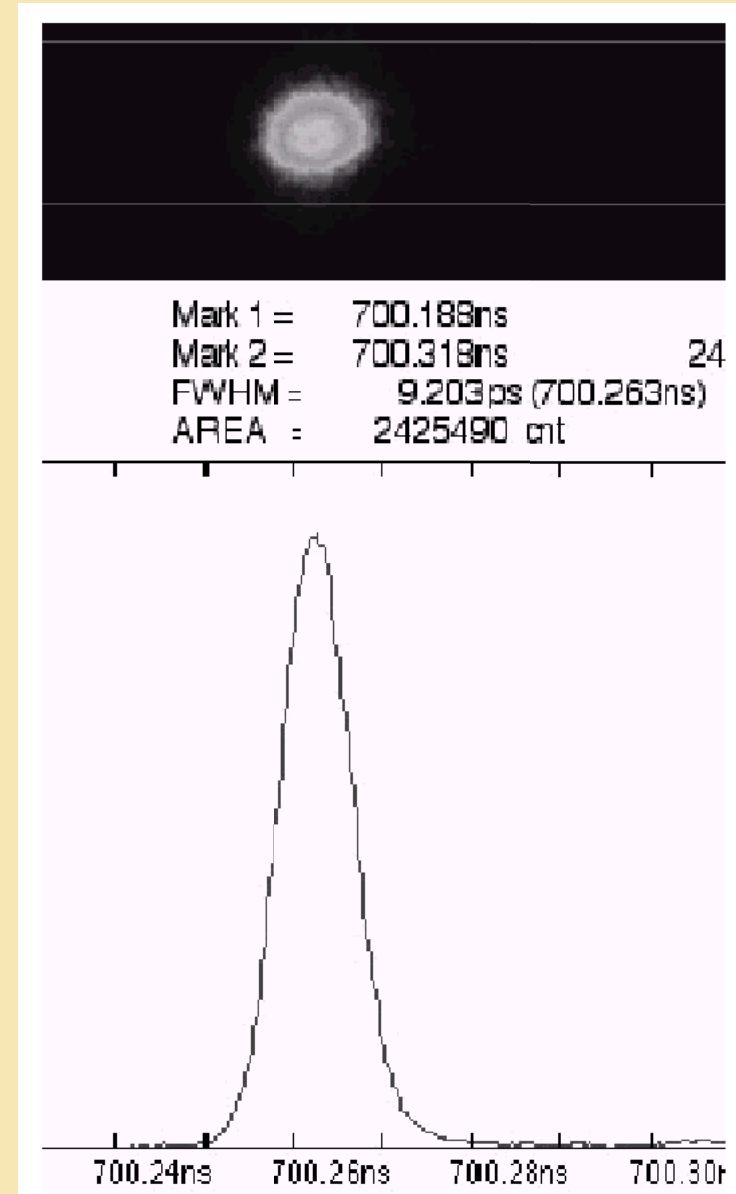 Mark 1 = 700.188ns
Mark 2 = 700.318ns 24
FWHM = 9.203ps (700.263ns)
AREA = 2425490 cnt
700.24ns 700.26ns 700.28ns 700.30